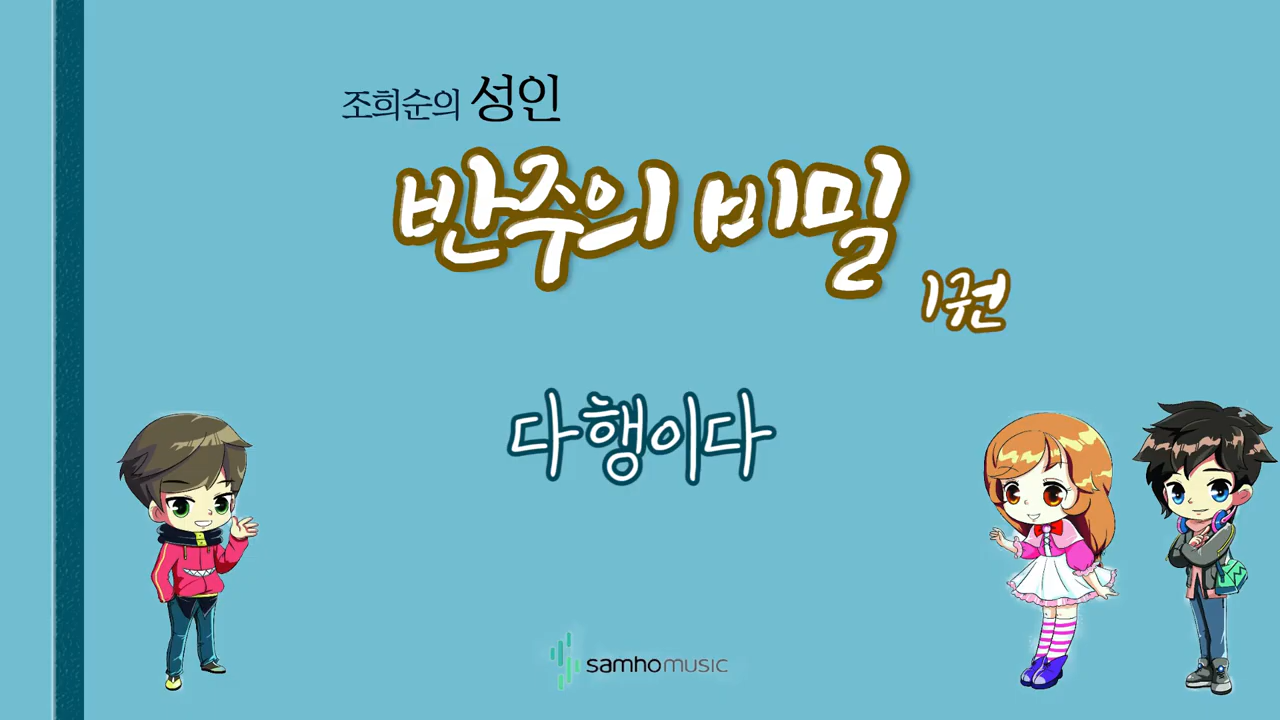 조희순의 성인
반주의 비밀
1권
다행이다
samhomusic